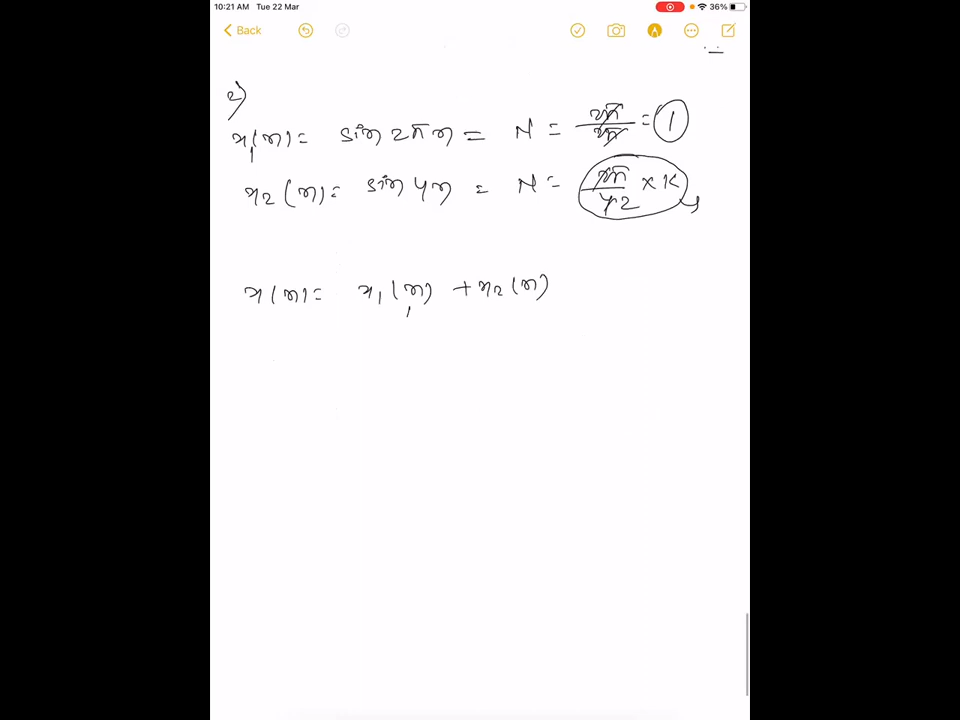 10:21 AM Tue 22 Mar 36%
Back
2)
x₁(n) = sin 2πn = N = 2π/2π = 1
x₂(n) = sin 4n = N = 2π/4 2 × K
x(n) = x₁(n) + x₂(n)